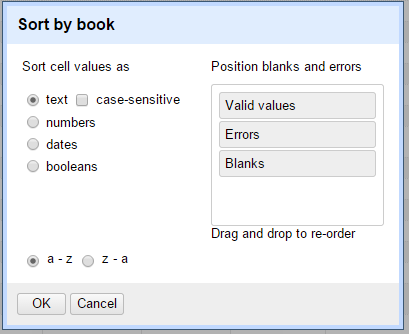 Sort by book
Sort cell values as
text case-sensitive
numbers
dates
booleans
a - z z - a
Position blanks and errors
Valid values
Errors
Blanks
Drag and drop to re-order
OK Cancel